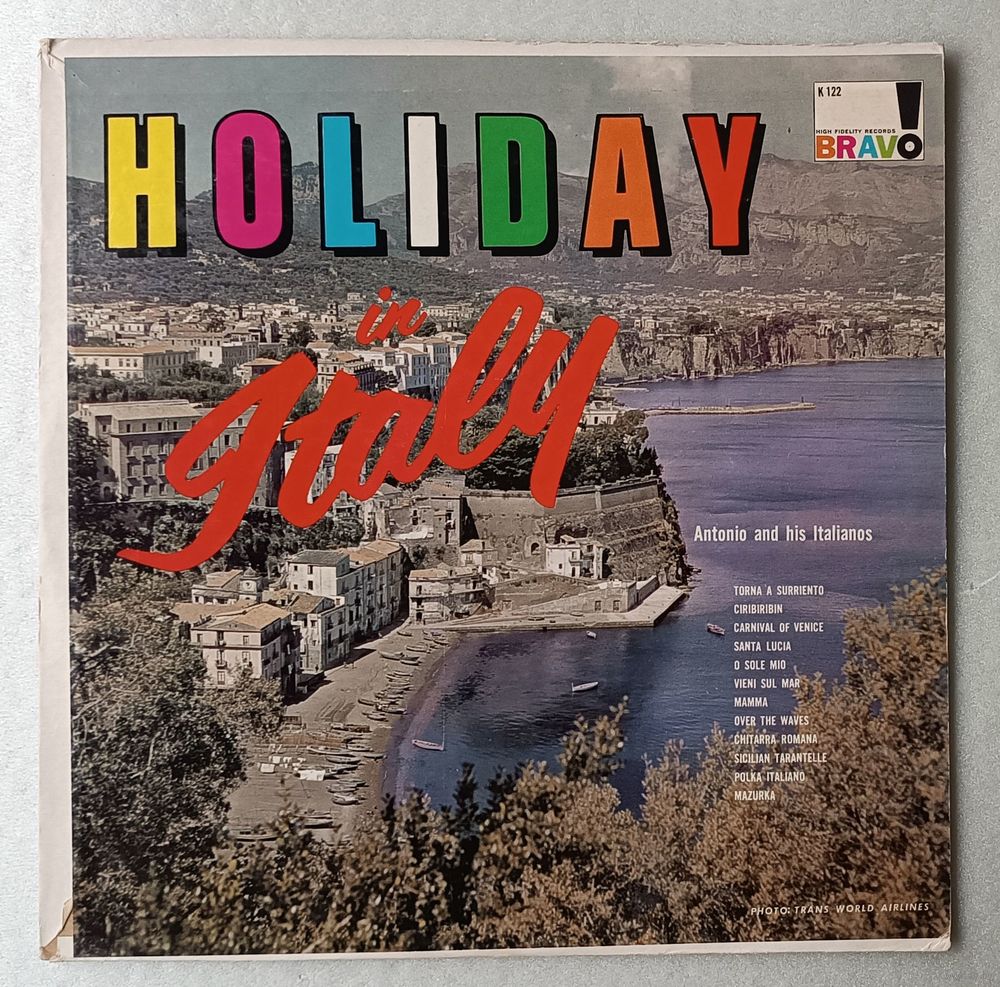 HOLIDAY
in
Italy
K 122
HIGH FIDELITY RECORDS
BRAVO!
Antonio and his Italianos
TORNA A SURRIENTO
CIRIBIRIBIN
CARNIVAL OF VENICE
SANTA LUCIA
O SOLE MIO
VIENI SUL MAR
MAMMA
OVER THE WAVES
CHITARRA ROMANA
SICILIAN TARANTELLE
POLKA ITALIANO
MAZURKA
PHOTO: TRANS WORLD AIRLINES